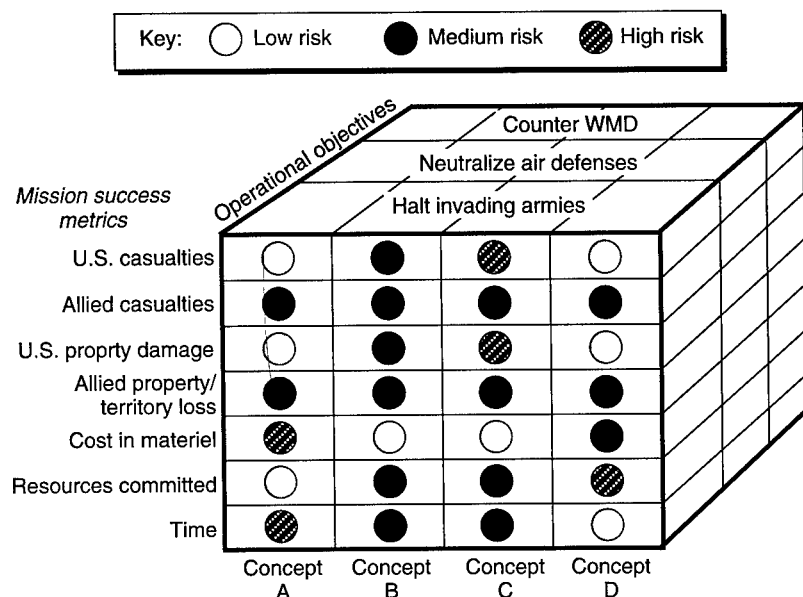 Key: Low risk Medium risk High risk
Operational objectives
Counter WMD
Neutralize air defenses
Halt invading armies
Mission success
metrics
U.S. casualties
Allied casualties
U.S. proprty damage
Allied property/
territory loss
Cost in materiel
Resources committed
Time
Concept Concept Concept Concept
A B C D